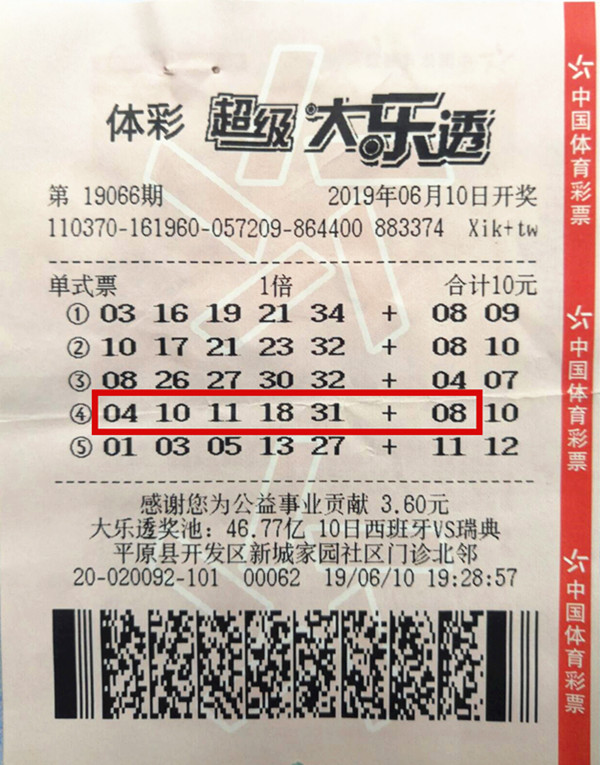 体彩 超级大乐透
第 19066期 2019年06月10日开奖
110370-161960-057209-864400 883374 Xik+tw
单式票 1倍 合计10元
① 03 16 19 21 34 + 08 09
② 10 17 21 23 32 + 08 10
③ 08 26 27 30 32 + 04 07
④ 04 10 11 18 31 + 08 10
⑤ 01 03 05 13 27 + 11 12
感谢您为公益事业贡献 3.60元
大乐透奖池: 46.77亿 10日西班牙VS瑞典
平原县开发区新城家园社区门诊北邻
20-020092-101 00062 19/06/10 19:28:57
中国体育彩票
中国体育彩票
中国体育彩票